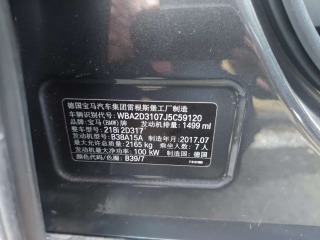 德国宝马汽车集团雷根斯堡工厂制造
车辆识别代号: WBA2D3107J5C59120
品牌: 宝马(BMW)牌 发动机排量: 1499 ml
整车型号: 218i 2D317
发动机型号: B38A15A 制造年月: 2017.07
最大允许总质量: 2165 kg 乘坐人数: 7 人
发动机最大净功率: 100 kW 制造国: 德国
颜色代码/色漆: B39/7